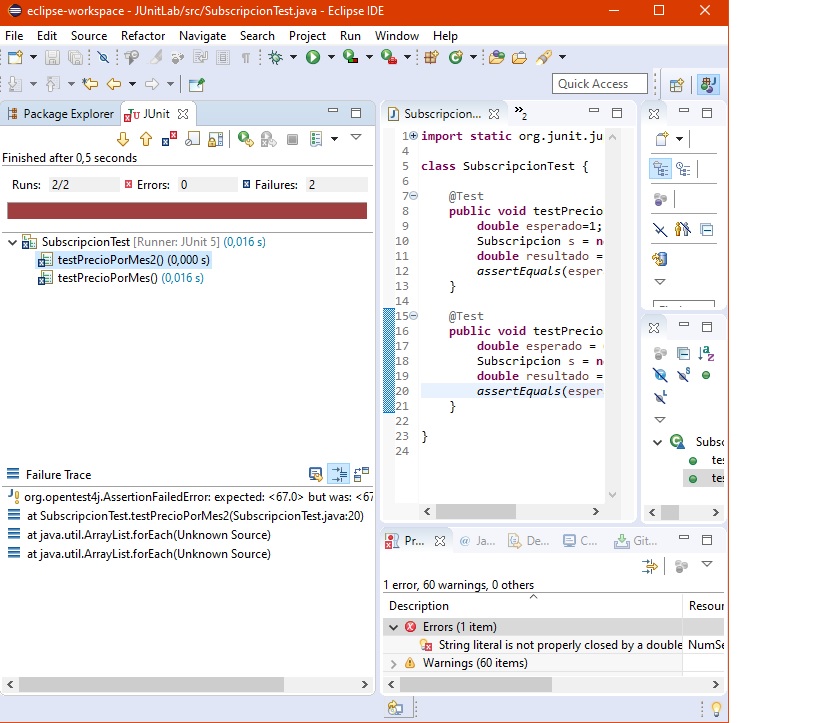 eclipse-workspace - JUnitLab/src/SubscripcionTest.java - Eclipse IDE
File Edit Source Refactor Navigate Search Project Run Window Help
Quick Access
Package Explorer JUnit
Finished after 0,5 seconds
Runs: 2/2 Errors: 0 Failures: 2
SubscripcionTest [Runner: JUnit 5] (0,016 s)
testPrecioPorMes2() (0,000 s)
testPrecioPorMes() (0,016 s)
Failure Trace
org.opentest4j.AssertionFailedError: expected: <67.0> but was: <67
at SubscripcionTest.testPrecioPorMes2(SubscripcionTest.java:20)
at java.util.ArrayList.forEach(Unknown Source)
at java.util.ArrayList.forEach(Unknown Source)
Subscripcion... 2
1 import static org.junit.ju
4
5 class SubscripcionTest {
6
7 @Test
8 public void testPrecio
9 double esperado=1;
10 Subscripcion s = n
11 double resultado =
12 assertEquals(esper
13 }
14
15 @Test
16 public void testPrecio
17 double esperado =
18 Subscripcion s = n
19 double resultado =
20 assertEquals(esper
21 }
22
23 }
24
Subsc
tes
tes
Pr... Ja... De... C... Git...
1 error, 60 warnings, 0 others
Description Resour
Errors (1 item)
String literal is not properly closed by a double NumSe
Warnings (60 items)